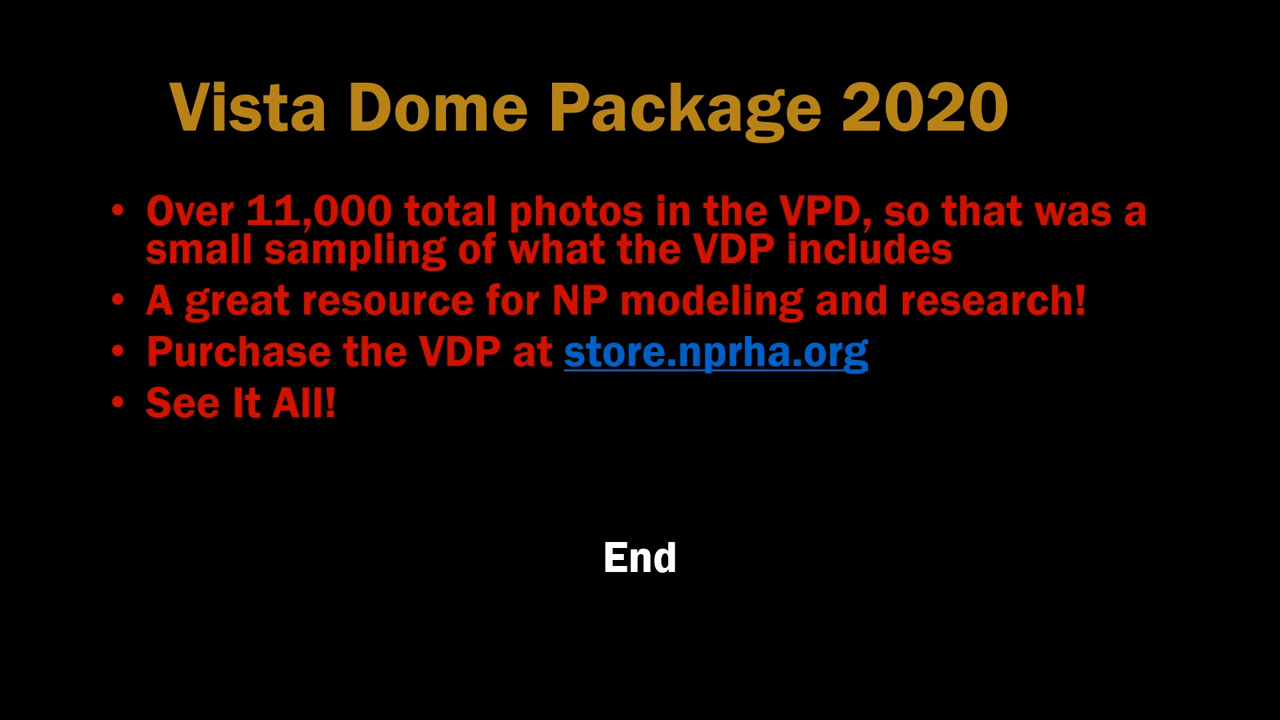 Vista Dome Package 2020
• Over 11,000 total photos in the VPD, so that was a
small sampling of what the VDP includes
• A great resource for NP modeling and research!
• Purchase the VDP at store.nprha.org
• See It All!
End